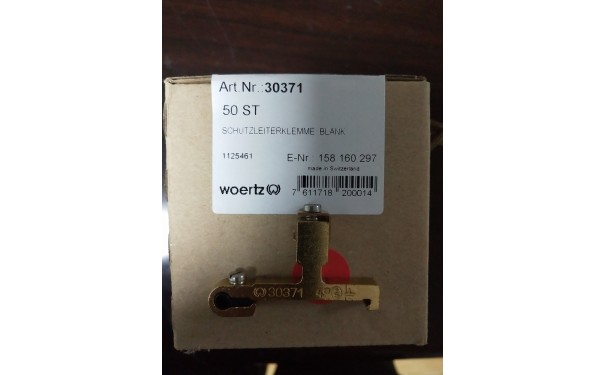 Art.Nr.:30371
50 ST
SCHUTZLEITERKLEMME BLANK
1125461 E-Nr 158 160 297
made in Switzerland
woertz
7 611718 200014
30371